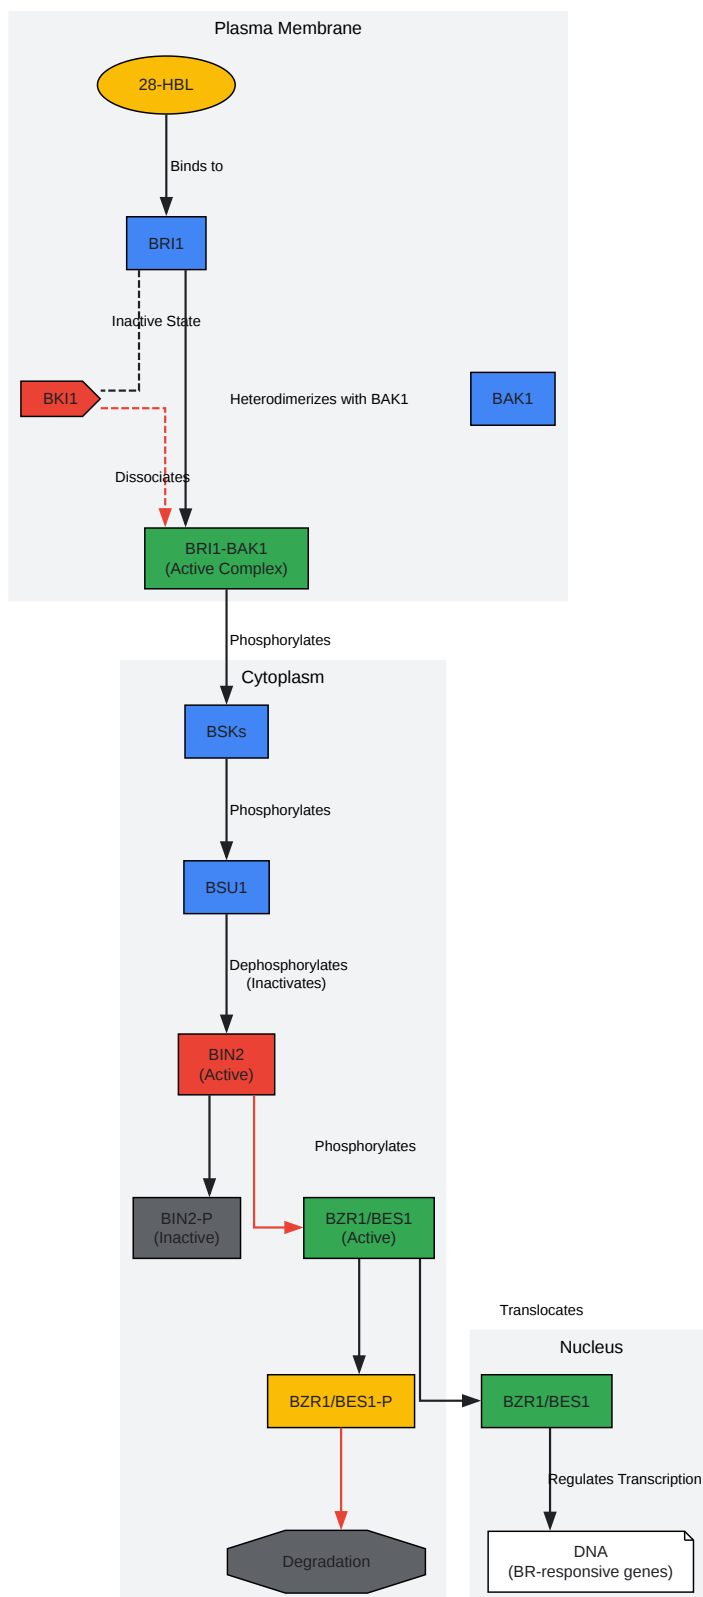 Plasma Membrane
28-HBL
Binds to
BRI1
Inactive State
BKI1
Heterodimerizes with BAK1
BAK1
Dissociates
BRI1-BAK1
(Active Complex)
Phosphorylates
Cytoplasm
BSKs
Phosphorylates
BSU1
Dephosphorylates
(Inactivates)
BIN2
(Active)
Phosphorylates
BIN2-P
(Inactive)
BZR1/BES1
(Active)
Translocates
Nucleus
BZR1/BES1-P
BZR1/BES1
Regulates Transcription
Degradation
DNA
(BR-responsive genes)